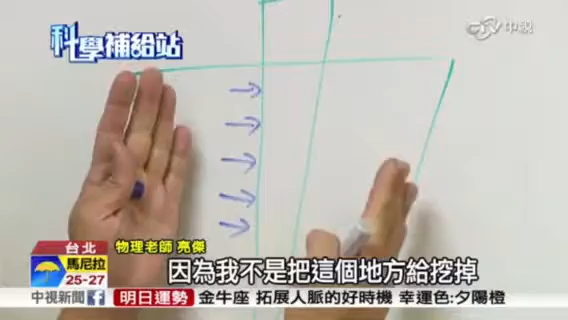 科學補給站
中視
台北
物理老師 亮傑
馬尼拉
25-27
因為我不是把這個地方給挖掉
中視新聞 f
明日運勢 金牛座 拓展人脈的好時機 幸運色:夕陽橙